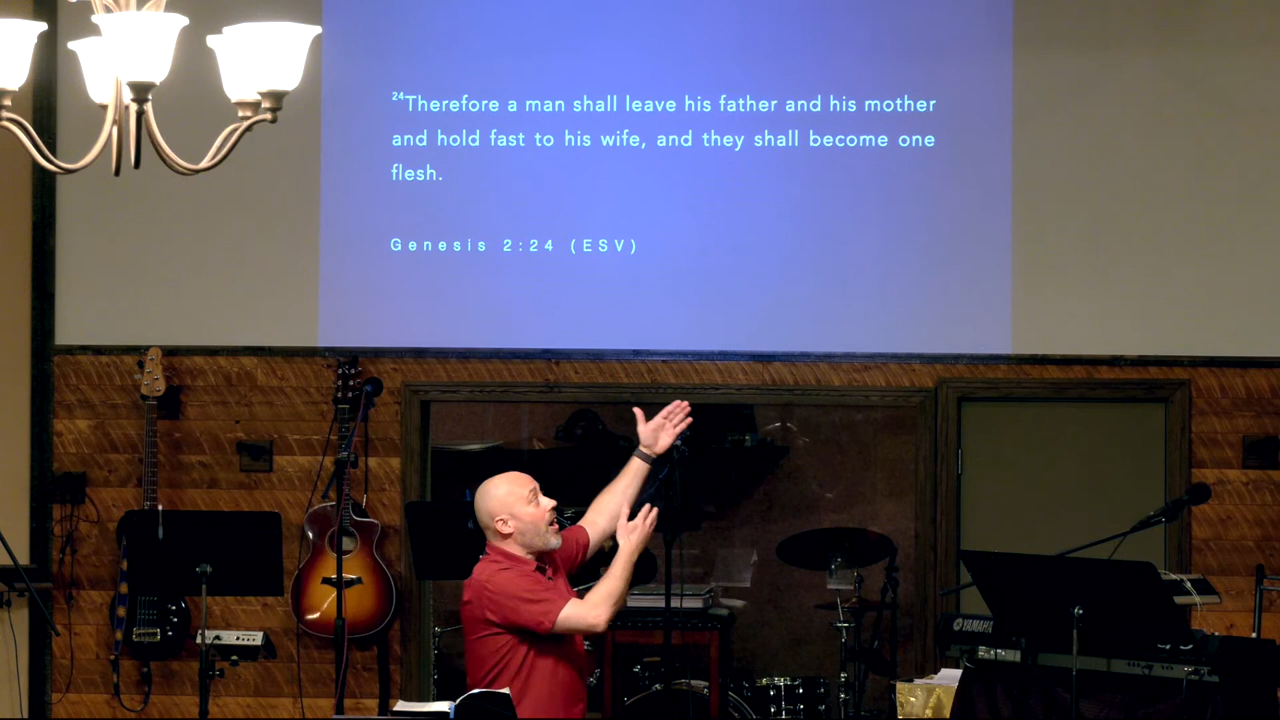 24Therefore a man shall leave his father and his mother
and hold fast to his wife, and they shall become one
flesh.
Genesis 2:24 (ESV)
YAMAHA